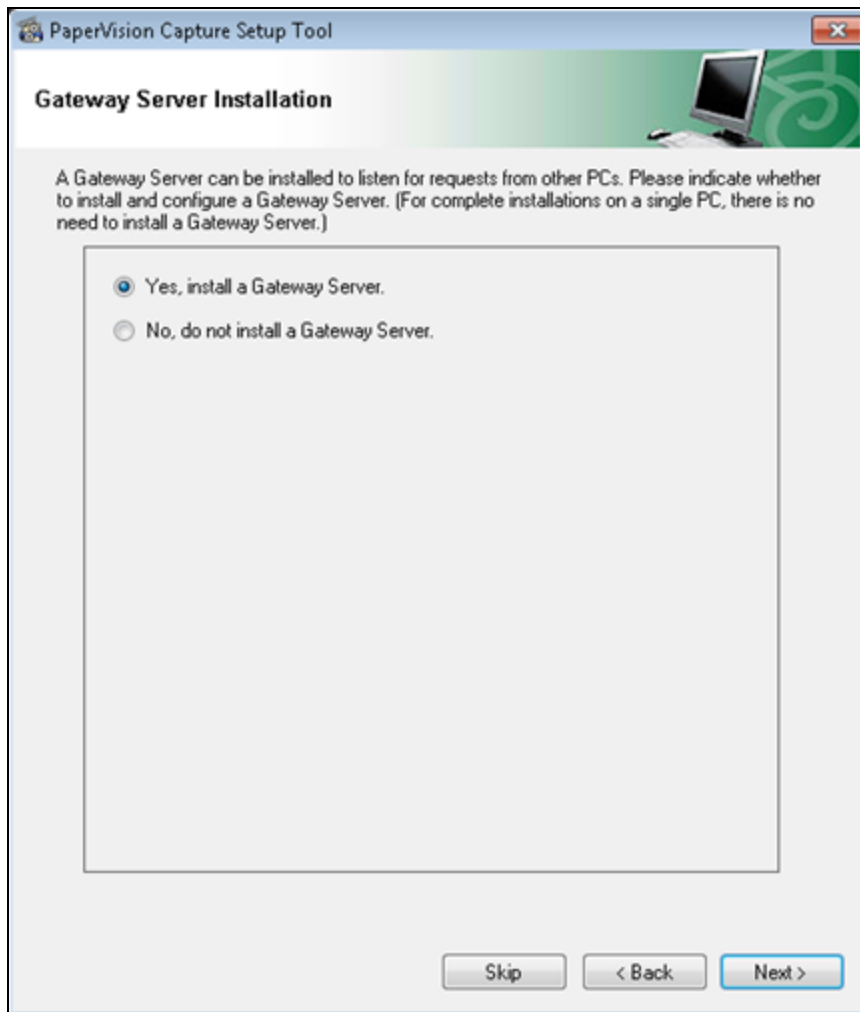 PaperVision Capture Setup Tool
Gateway Server Installation
A Gateway Server can be installed to listen for requests from other PCs. Please indicate whether
to install and configure a Gateway Server. (For complete installations on a single PC, there is no
need to install a Gateway Server.)
Yes, install a Gateway Server.
No, do not install a Gateway Server.
Skip
< Back
Next >